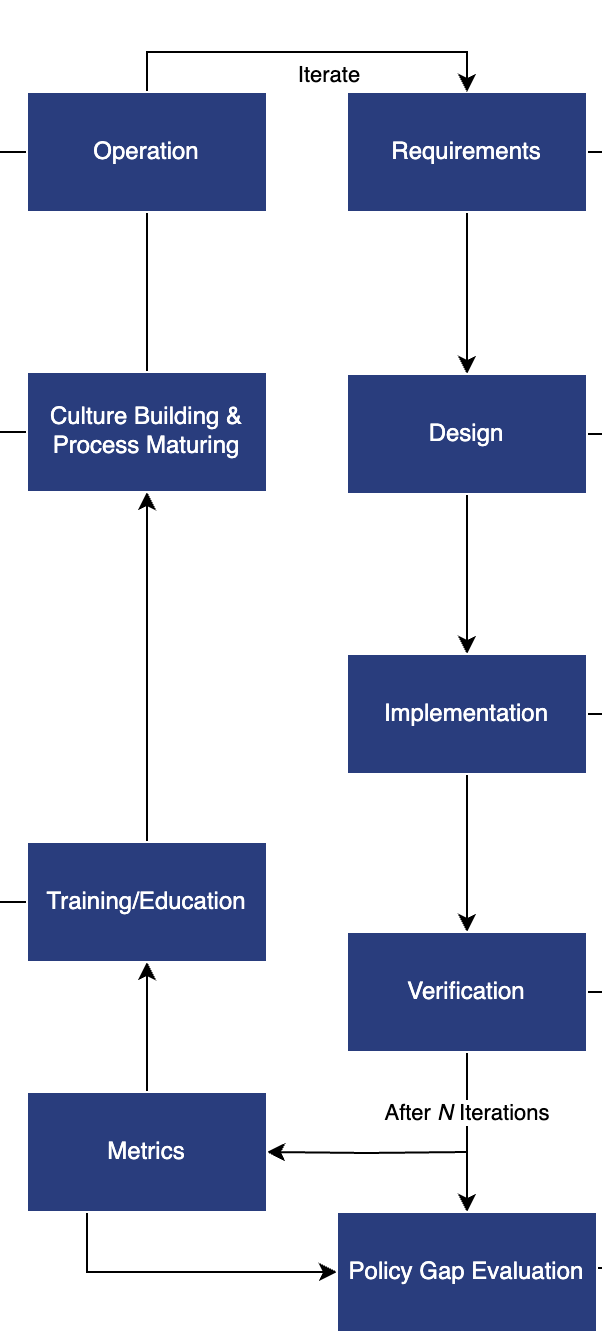 Iterate
Operation
Requirements
Culture Building &
Process Maturing
Design
Implementation
Training/Education
Verification
After N Iterations
Metrics
Policy Gap Evaluation